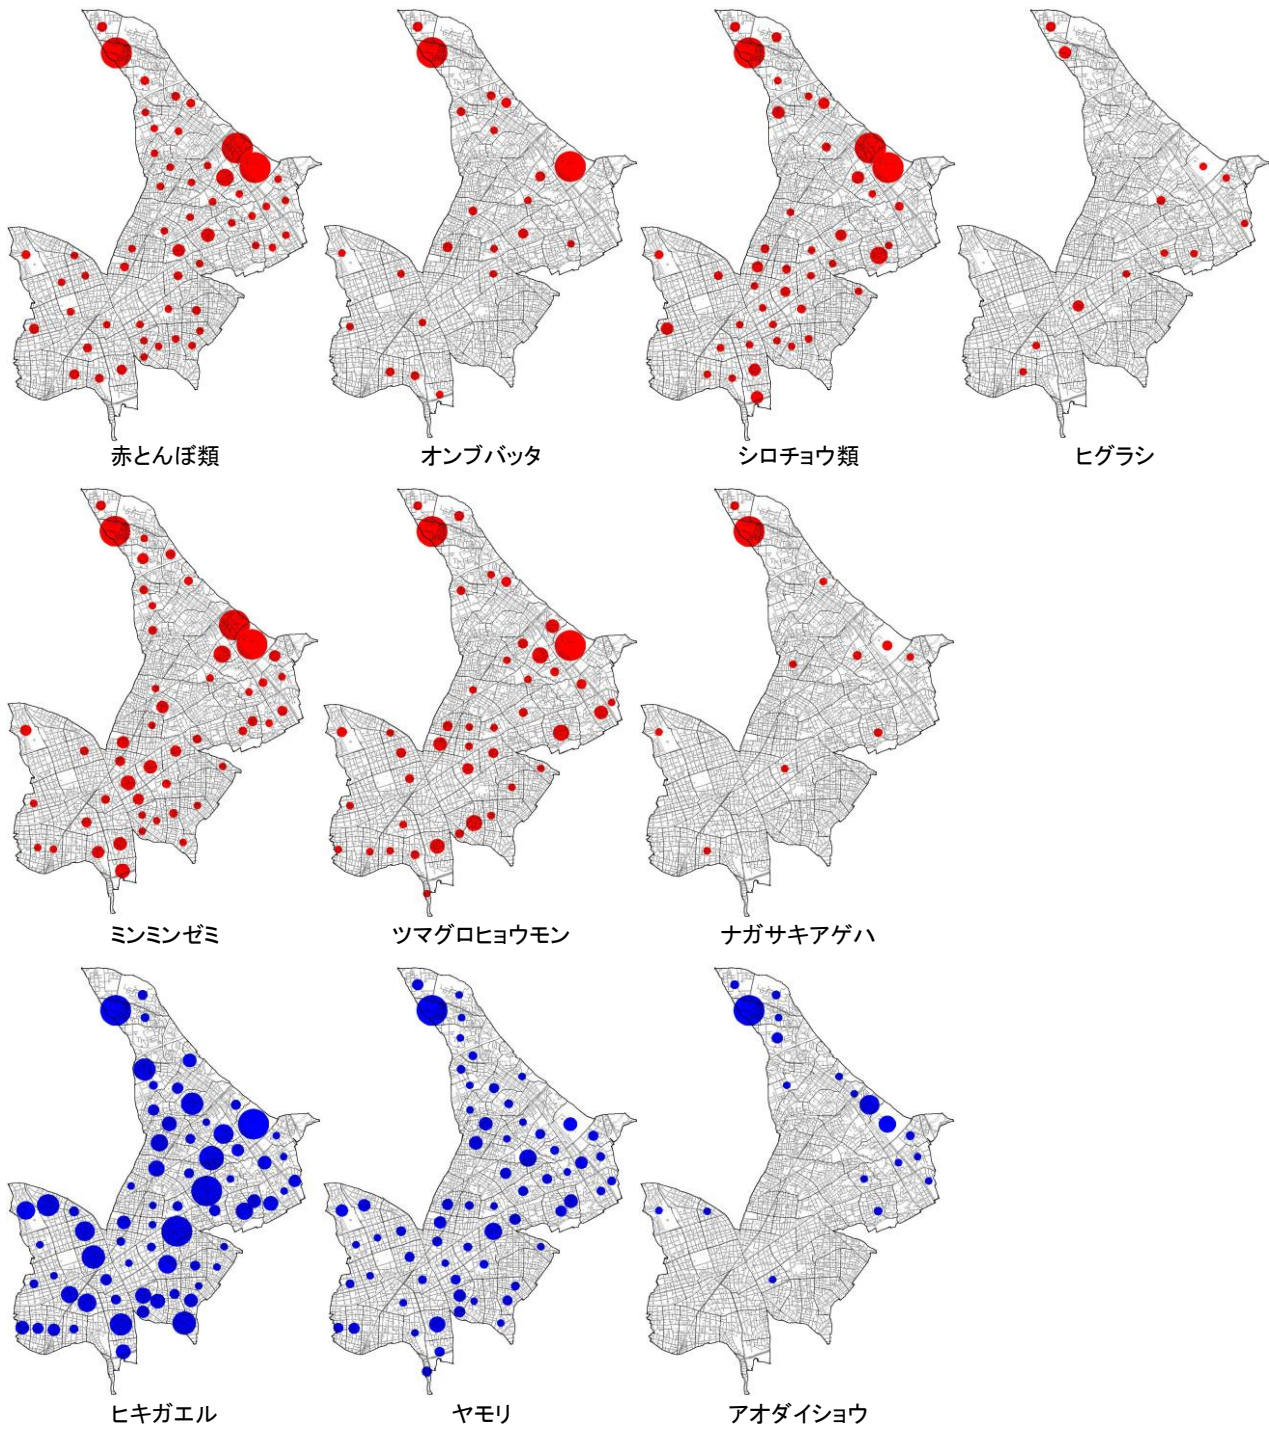 赤とんぼ類
オンブバッタ
シロチョウ類
ヒグラシ
ミンミンゼミ
ツマグロヒョウモン
ナガサキアゲハ
ヒキガエル
ヤモリ
アオダイショウ